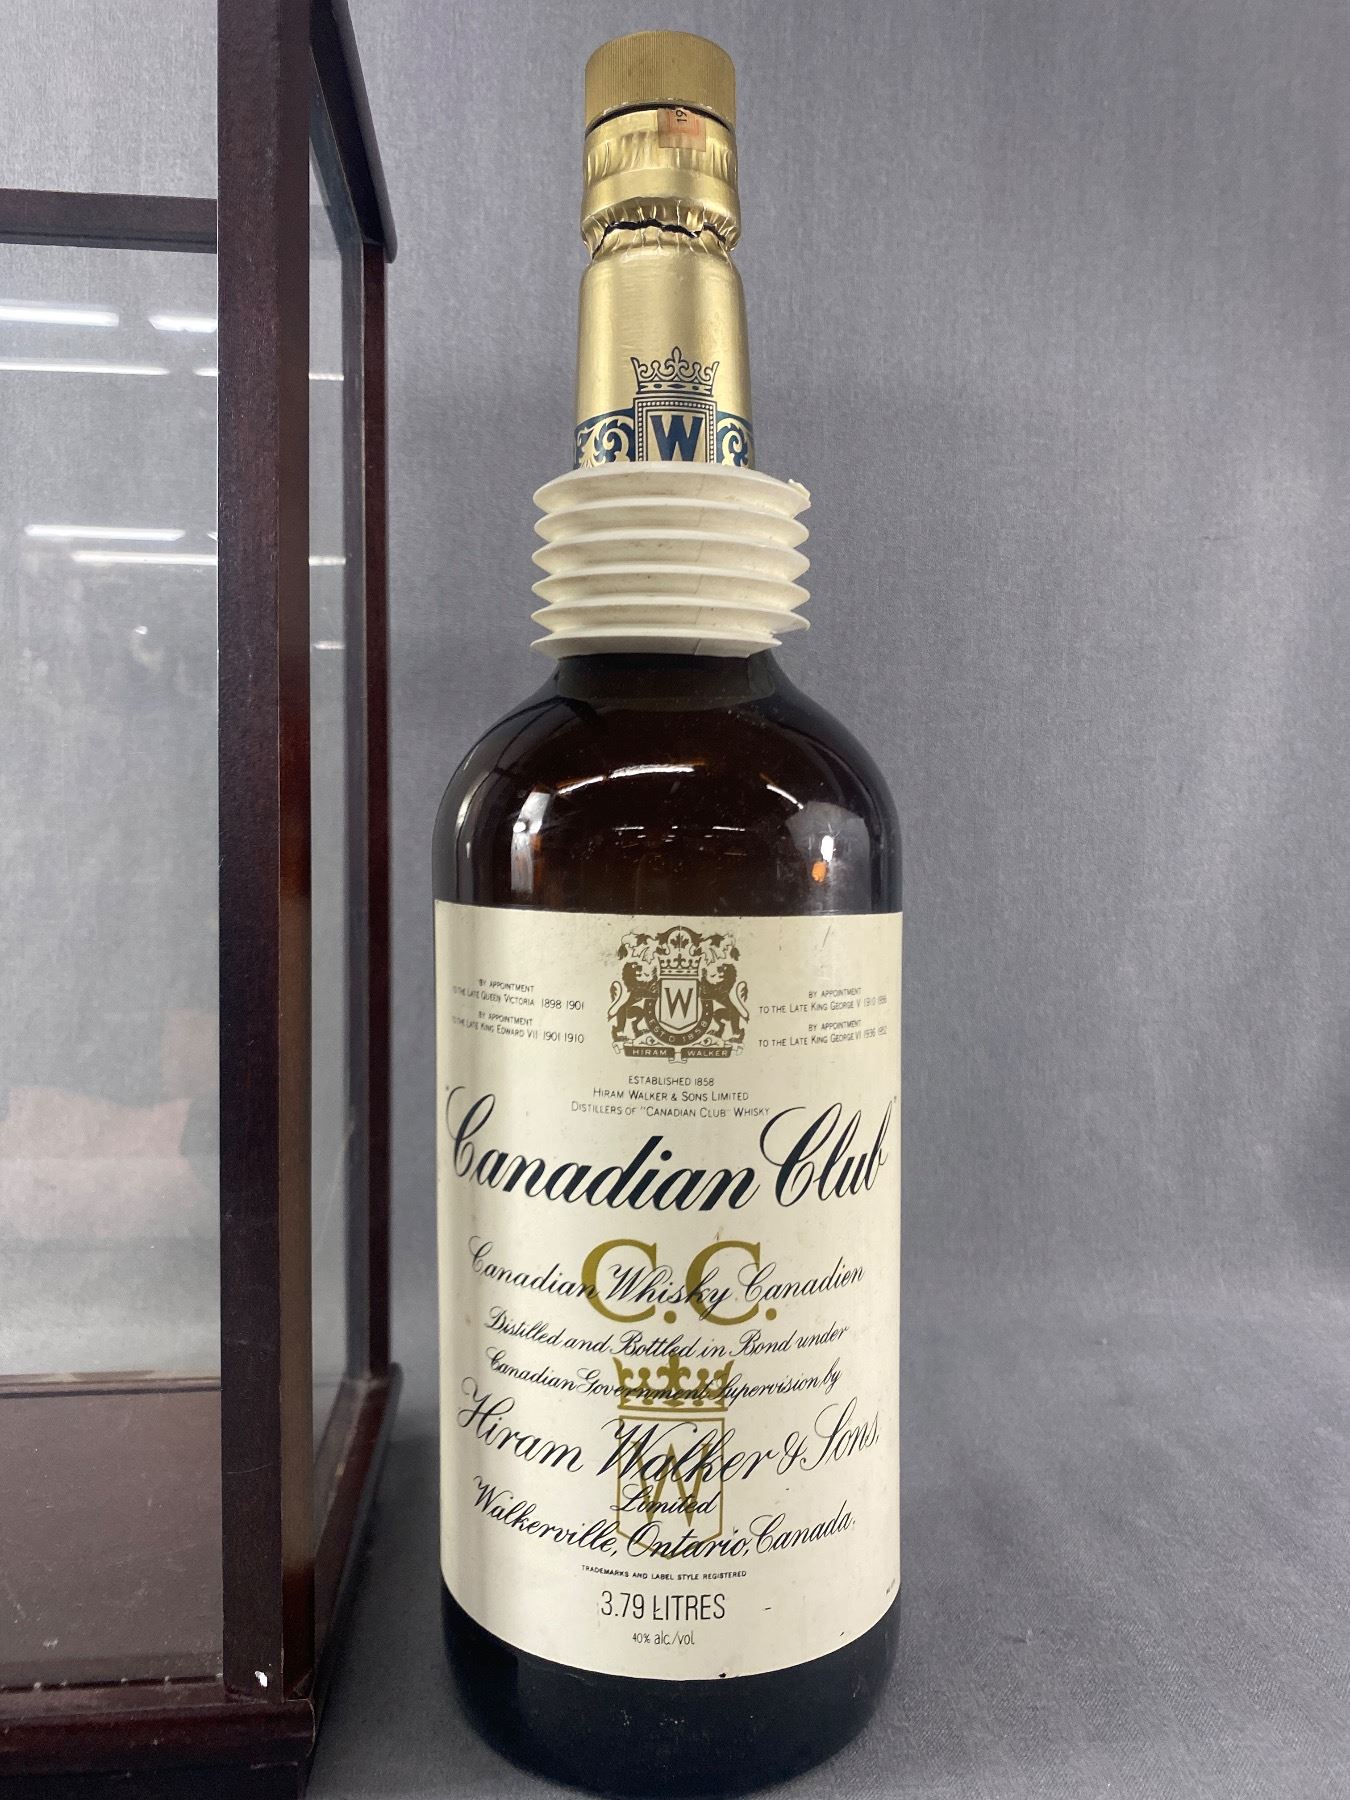 19
W
W
EST'D 1858
HIRAM WALKER
BY APPOINTMENT
TO THE LATE QUEEN VICTORIA 1898 1901
BY APPOINTMENT
TO THE LATE KING EDWARD VII 1901 1910
BY APPOINTMENT
TO THE LATE KING GEORGE V 1910 1936
BY APPOINTMENT
TO THE LATE KING GEORGE VI 1936 1952
ESTABLISHED 1858
HIRAM WALKER & SONS LIMITED
DISTILLERS OF "CANADIAN CLUB" WHISKY
"Canadian Club"
C.C.
Canadian Whisky Canadien
Distilled and Bottled in Bond under
Canadian Government Supervision by
Hiram Walker & Sons,
W
Limited
Walkerville, Ontario, Canada.
TRADEMARKS AND LABEL STYLE REGISTERED
3.79 LITRES
40% alc./vol.